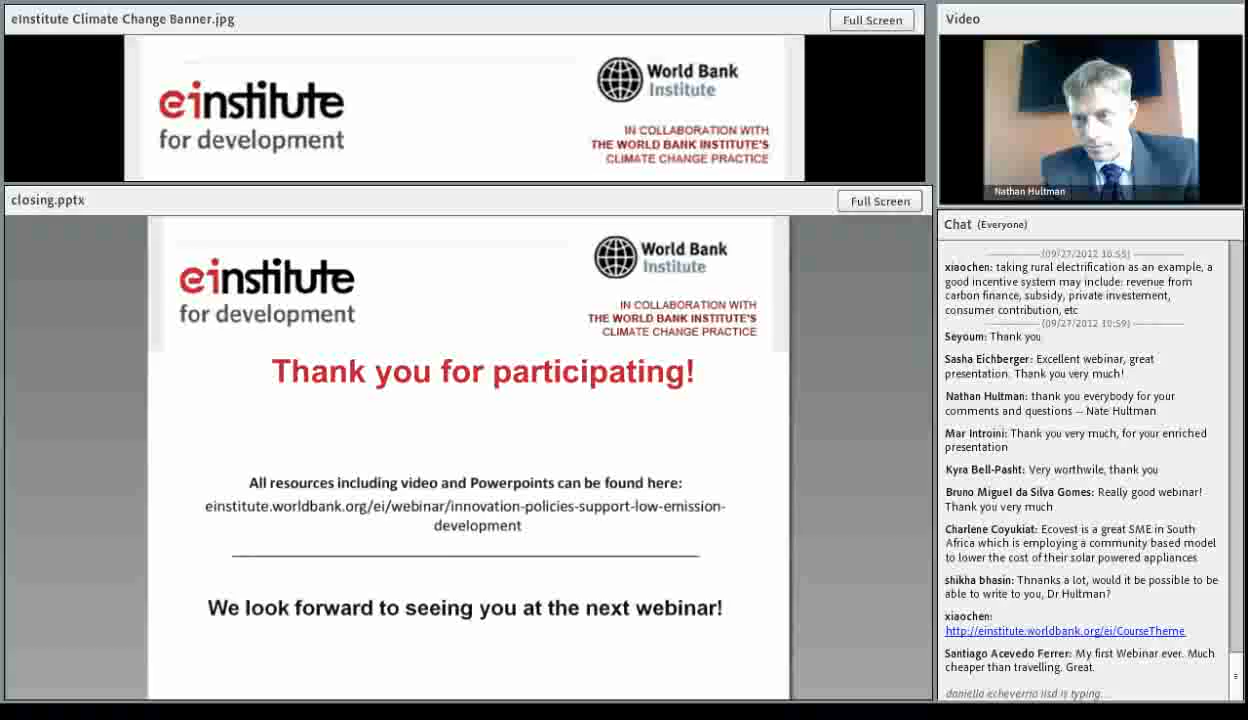 eInstitute Climate Change Banner.jpg
Full Screen
einstitute
for development
World Bank
Institute
IN COLLABORATION WITH
THE WORLD BANK INSTITUTE'S
CLIMATE CHANGE PRACTICE
closing.pptx
Full Screen
einstitute
for development
World Bank
Institute
IN COLLABORATION WITH
THE WORLD BANK INSTITUTE'S
CLIMATE CHANGE PRACTICE
Thank you for participating!
All resources including video and Powerpoints can be found here:
einstitute.worldbank.org/ei/webinar/innovation-policies-support-low-emission-
development
We look forward to seeing you at the next webinar!
Video
Nathan Hultman
Chat (Everyone)
(09/27/2012 10:55)
xiaochen: taking rural electrification as an example, a
good incentive system may include: revenue from
carbon finance, subsidy, private investement,
consumer contribution, etc
(09/27/2012 10:59)
Seyoum: Thank you
Sasha Eichberger: Excellent webinar, great
presentation. Thank you very much!
Nathan Hultman: thank you everybody for your
comments and questions -- Nate Hultman
Mar Introini: Thank you very much, for your enriched
presentation
Kyra Bell-Pasht: Very worthwile, thank you
Bruno Miguel da Silva Gomes: Really good webinar!
Thank you very much
Charlene Coyukiat: Ecovest is a great SME in South
Africa which is employing a community based model
to lower the cost of their solar powered appliances
shikha bhasin: Thnanks a lot, would it be possible to be
able to write to you, Dr Hultman?
xiaochen:
http://einstitute.worldbank.org/ei/CourseTheme
Santiago Acevedo Ferrer: My first Webinar ever. Much
cheaper than travelling. Great.
daniella echeverria iisd is typing...